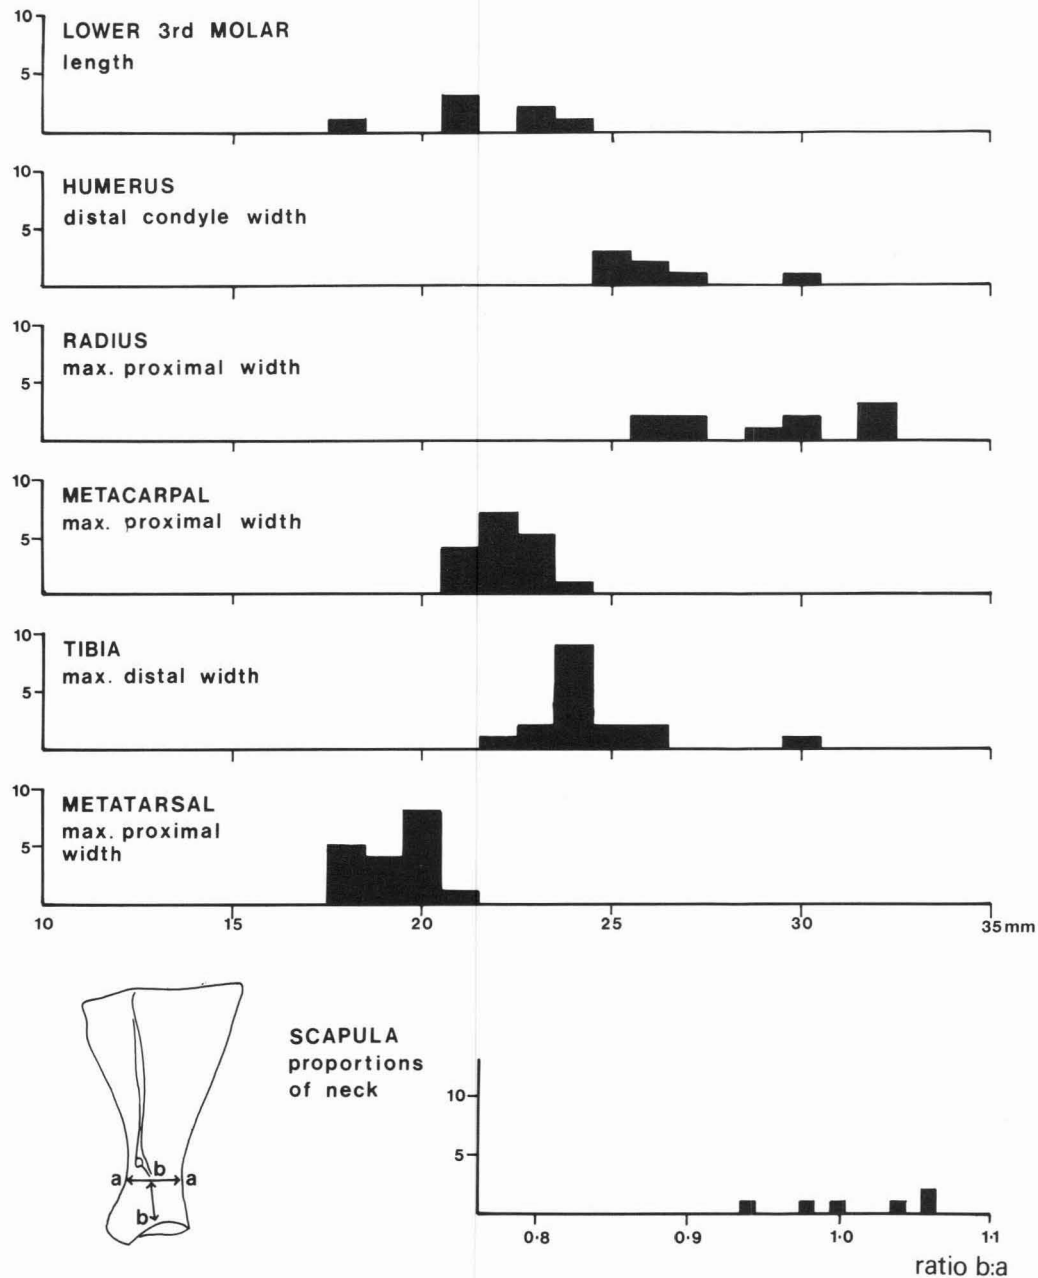 10
LOWER 3rd MOLAR
length
5
10
HUMERUS
distal condyle width
5
10
RADIUS
max. proximal width
5
10
METACARPAL
max. proximal width
5
10
TIBIA
max. distal width
5
10
METATARSAL
max. proximal
width
5
10 15 20 25 30 35mm
SCAPULA
proportions
of neck
10
5
a b a
b
0·8 0·9 1·0 1·1
ratio b:a